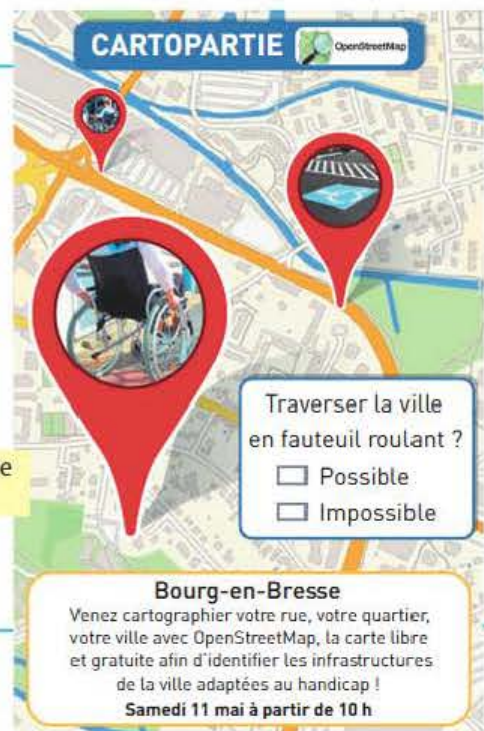 CARTOPARTIE OpenStreetMap
Traverser la ville
en fauteuil roulant ?
Possible
Impossible
e
Bourg-en-Bresse
Venez cartographier votre rue, votre quartier,
votre ville avec OpenStreetMap, la carte libre
et gratuite afin d'identifier les infrastructures
de la ville adaptées au handicap !
Samedi 11 mai à partir de 10 h